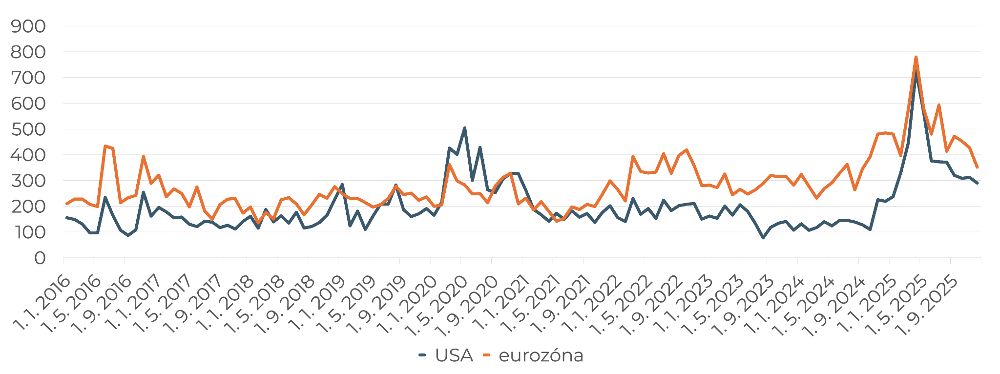 900
800
700
600
500
400
300
200
100
0
1. 1. 2016
1. 5. 2016
1. 9. 2016
1. 1. 2017
1. 5. 2017
1. 9. 2017
1. 1. 2018
1. 5. 2018
1. 9. 2018
1. 1. 2019
1. 5. 2019
1. 9. 2019
1. 1. 2020
1. 5. 2020
1. 9. 2020
1. 1. 2021
1. 5. 2021
1. 9. 2021
1. 1. 2022
1. 5. 2022
1. 9. 2022
1. 1. 2023
1. 5. 2023
1. 9. 2023
1. 1. 2024
1. 5. 2024
1. 9. 2024
1. 1. 2025
1. 5. 2025
1. 9. 2025
USA eurozóna